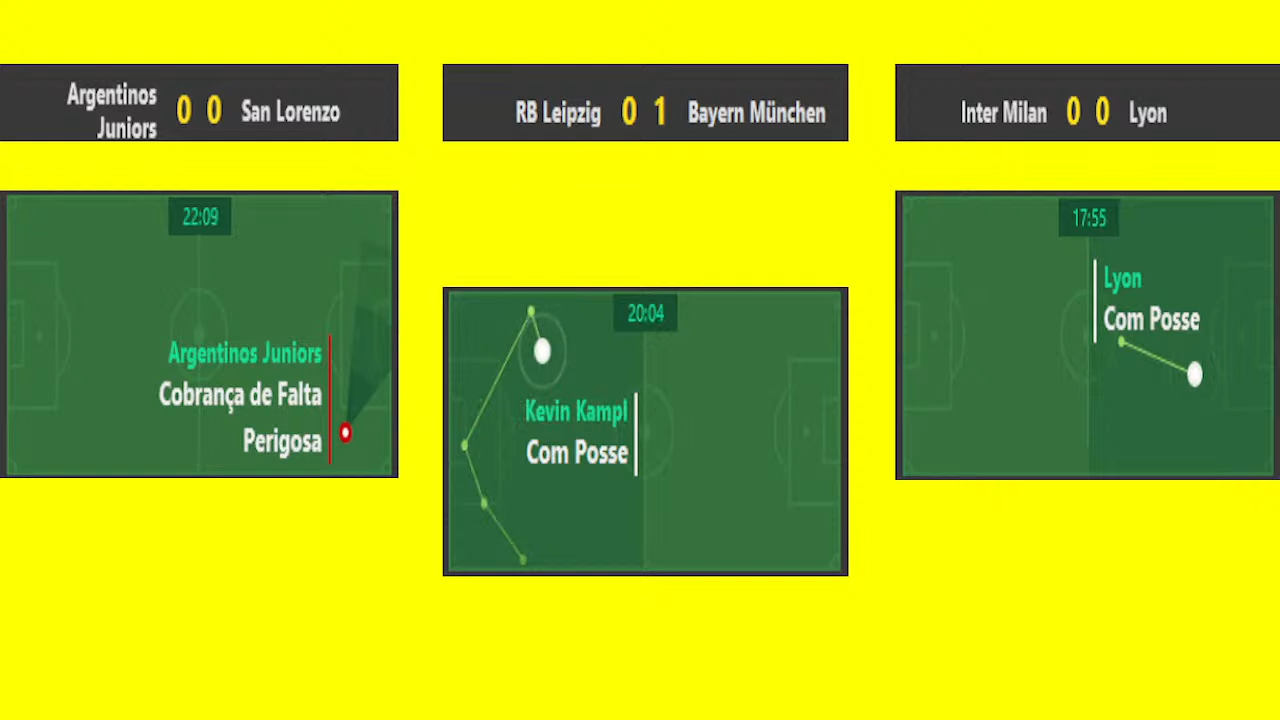 Argentinos
Juniors 0 0 San Lorenzo
RB Leipzig 0 1 Bayern München
Inter Milan 0 0 Lyon
22:09
Argentinos Juniors
Cobrança de Falta
Perigosa
20:04
Kevin Kampl
Com Posse
17:55
Lyon
Com Posse